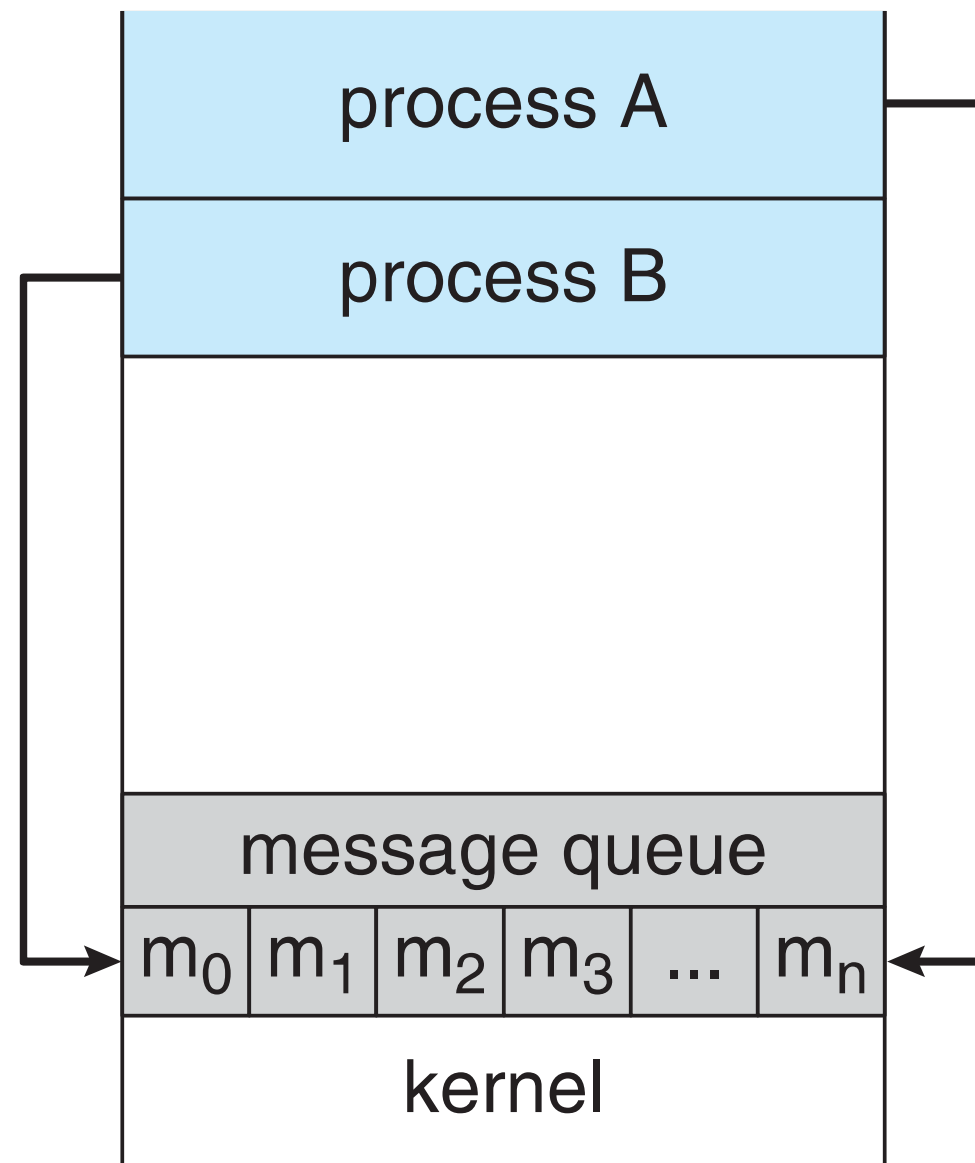 process A
process B
message queue
m₀ m₁ m₂ m₃ ... mₙ
kernel